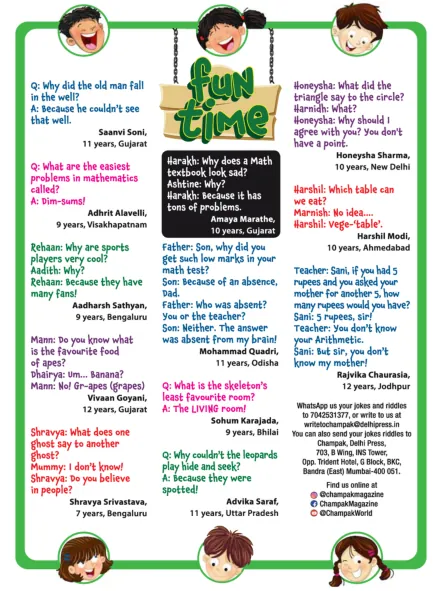 Q: Why did the old man fall
in the well?
A: Because he couldn't see
that well.
Saanvi Soni,
11 years, Gujarat
Q: What are the easiest
problems in mathematics
called?
A: Dim-sums!
Adhrit Alavelli,
9 years, Visakhapatnam
Rehaan: Why are sports
players very cool?
Aadith: Why?
Rehaan: Because they have
many fans!
Aadharsh Sathyan,
9 years, Bengaluru
Mann: Do you know what
is the favourite food
of apes?
Dhairya: Um... Banana?
Mann: No! Gr-apes (grapes)
Vivaan Goyani,
12 years, Gujarat
Shravya: What does one
ghost say to another
ghost?
Mummy: I don't know!
Shravya: Do you believe
in people?
Shravya Srivastava,
7 years, Bengaluru
fun
time
Harakh: Why does a Math
textbook look sad?
Ashtine: Why?
Harakh: Because it has
tons of problems.
Amaya Marathe,
10 years, Gujarat
Father: Son, why did you
get such low marks in your
math test?
Son: Because of an absence,
Dad.
Father: Who was absent?
You or the teacher?
Son: Neither. The answer
was absent from my brain!
Mohammad Quadri,
11 years, Odisha
Q: What is the skeleton's
least favourite room?
A: The LIVING room!
Sohum Karajada,
9 years, Bhilai
Q: Why couldn't the leopards
play hide and seek?
A: Because they were
spotted!
Advika Saraf,
11 years, Uttar Pradesh
Honeysha: What did the
triangle say to the circle?
Harnidh: What?
Honeysha: Why should I
agree with you? You don't
have a point.
Honeysha Sharma,
10 years, New Delhi
Harshil: Which table can
we eat?
Marnish: No idea....
Harshil: Vege-'table'.
Harshil Modi,
10 years, Ahmedabad
Teacher: Sani, if you had 5
rupees and you asked your
mother for another 5, how
many rupees would you have?
Sani: 5 rupees, sir!
Teacher: You don't know
your Arithmetic.
Sani: But sir, you don't
know my mother!
Rajvika Chaurasia,
12 years, Jodhpur
WhatsApp us your jokes and riddles
to 7042531377, or write to us at
writetochampak@delhipress.in
You can also send your jokes riddles to
Champak, Delhi Press,
703, B Wing, INS Tower,
Opp. Trident Hotel, G Block, BKC,
Bandra (East) Mumbai-400 051.
Find us online at
@champakmagazine
ChampakMagazine
@ChampakWorld